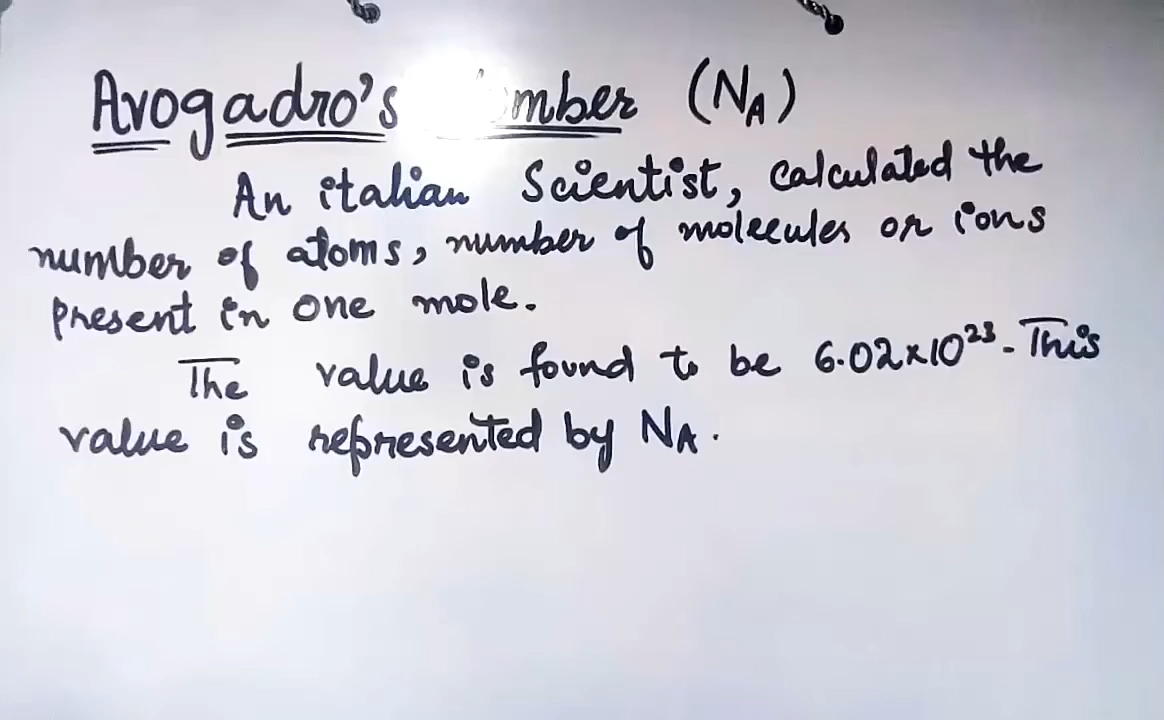 Avogadro's mber (NA)
An italian Scientist, calculated the
number of atoms, number of molecules or ions
present in one mole.
The value is found to be 6.02x10²³. This
value is represented by NA.